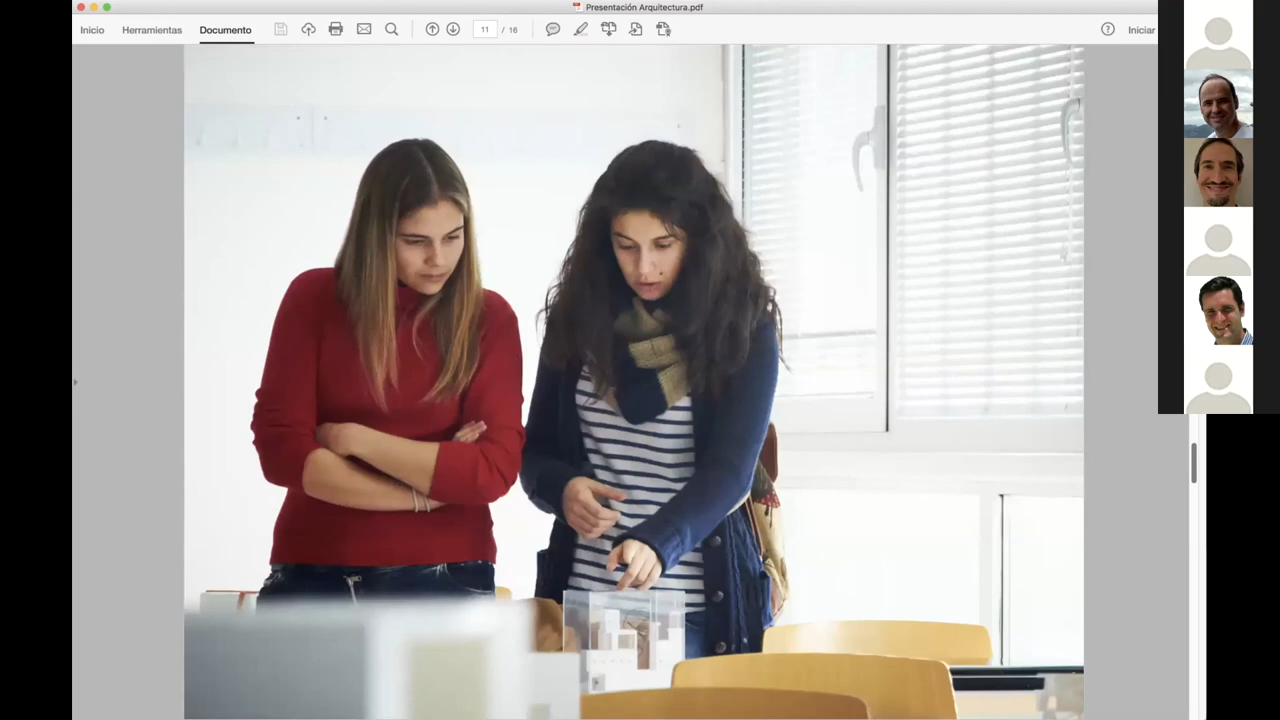 Presentación Arquitectura.pdf
Inicio
Herramientas
Documento
11 / 16
Iniciar